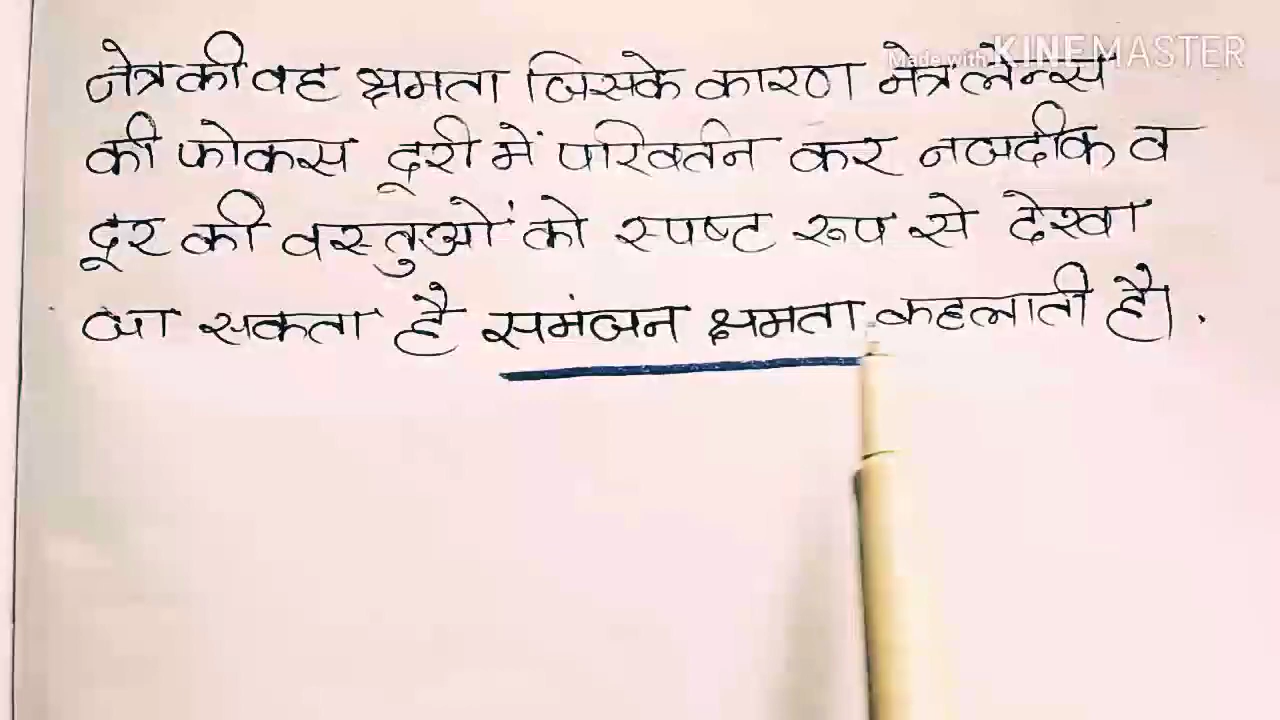 Made with KINEMASTER
नेत्र की वह क्षमता जिसके कारण नेत्र लेन्स
की फोकस दूरी में परिवर्तन कर नजदीक व
दूर की वस्तुओं को स्पष्ट रूप से देखा
जा सकता है समंजन क्षमता कहलाती है।